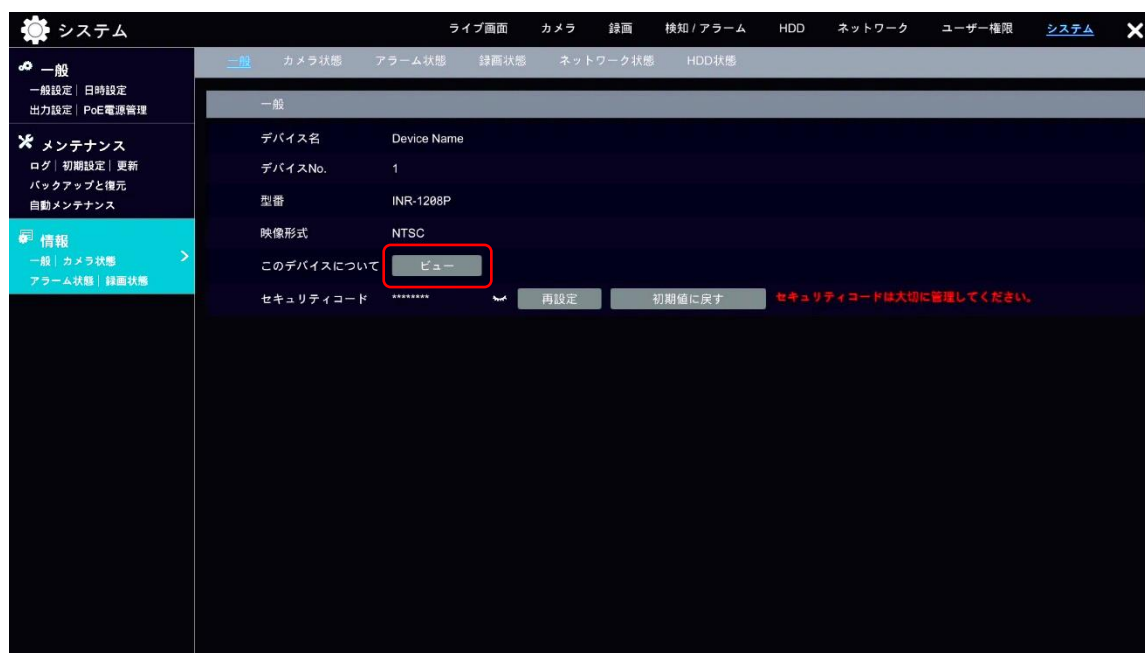 システム ライブ画面 カメラ 録画 検知 / アラーム HDD ネットワーク ユーザー権限 システム
一般 カメラ状態 アラーム状態 録画状態 ネットワーク状態 HDD状態
一般
一般設定 | 日時設定
出力設定 | PoE電源管理
メンテナンス
ログ | 初期設定 | 更新
バックアップと復元
自動メンテナンス
情報
一般 | カメラ状態
アラーム状態 | 録画状態
一般
デバイス名 Device Name
デバイスNo. 1
型番 INR-1208P
映像形式 NTSC
このデバイスについて ビュー
セキュリティコード ******** 再設定 初期値に戻す セキュリティコードは大切に管理してください。